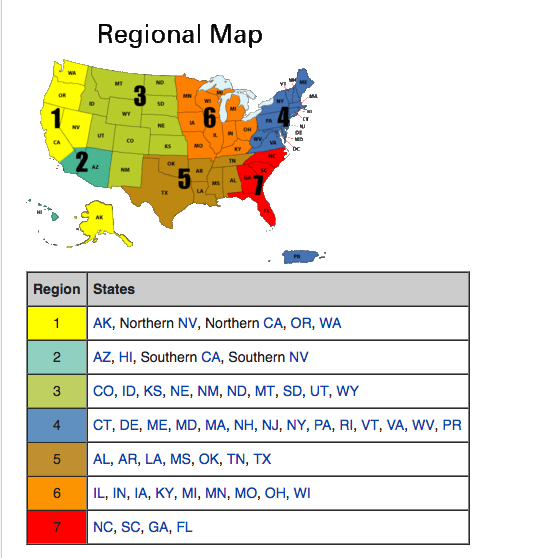 Regional Map
WA
OR
NV
CA
1
AZ
2
MT
ND
ID
WY
SD
NE
UT
CO
KS
NM
3
OK
AR
TX
LA
MS
AL
TN
5
MN
WI
MI
IA
IL
IN
OH
MO
KY
6
VT
NH
ME
MA
NY
RI
CT
NJ
PA
DE
MD
WV
VA
DC
4
NC
SC
GA
FL
7
HI
AK
PR
Region States
1 AK, Northern NV, Northern CA, OR, WA
2 AZ, HI, Southern CA, Southern NV
3 CO, ID, KS, NE, NM, ND, MT, SD, UT, WY
4 CT, DE, ME, MD, MA, NH, NJ, NY, PA, RI, VT, VA, WV, PR
5 AL, AR, LA, MS, OK, TN, TX
6 IL, IN, IA, KY, MI, MN, MO, OH, WI
7 NC, SC, GA, FL